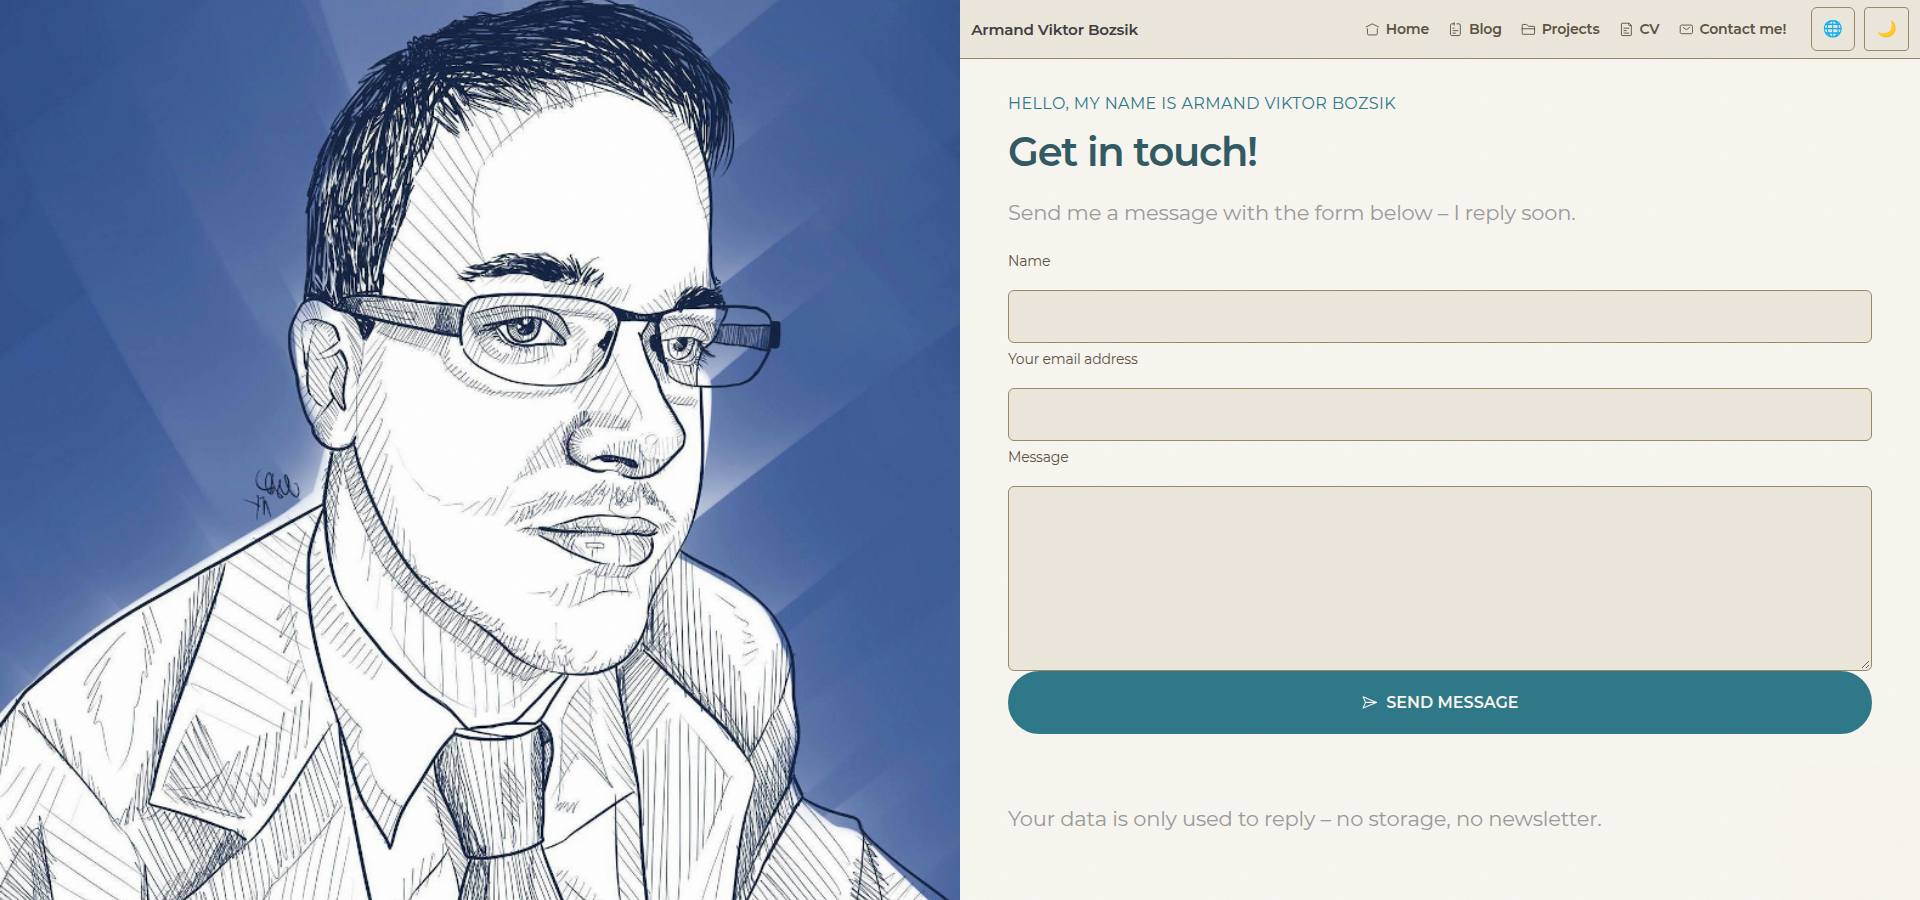 Armand Viktor Bozsik
Home Blog Projects CV Contact me!
HELLO, MY NAME IS ARMAND VIKTOR BOZSIK
Get in touch!
Send me a message with the form below – I reply soon.
Name
Your email address
Message
SEND MESSAGE
Your data is only used to reply – no storage, no newsletter.